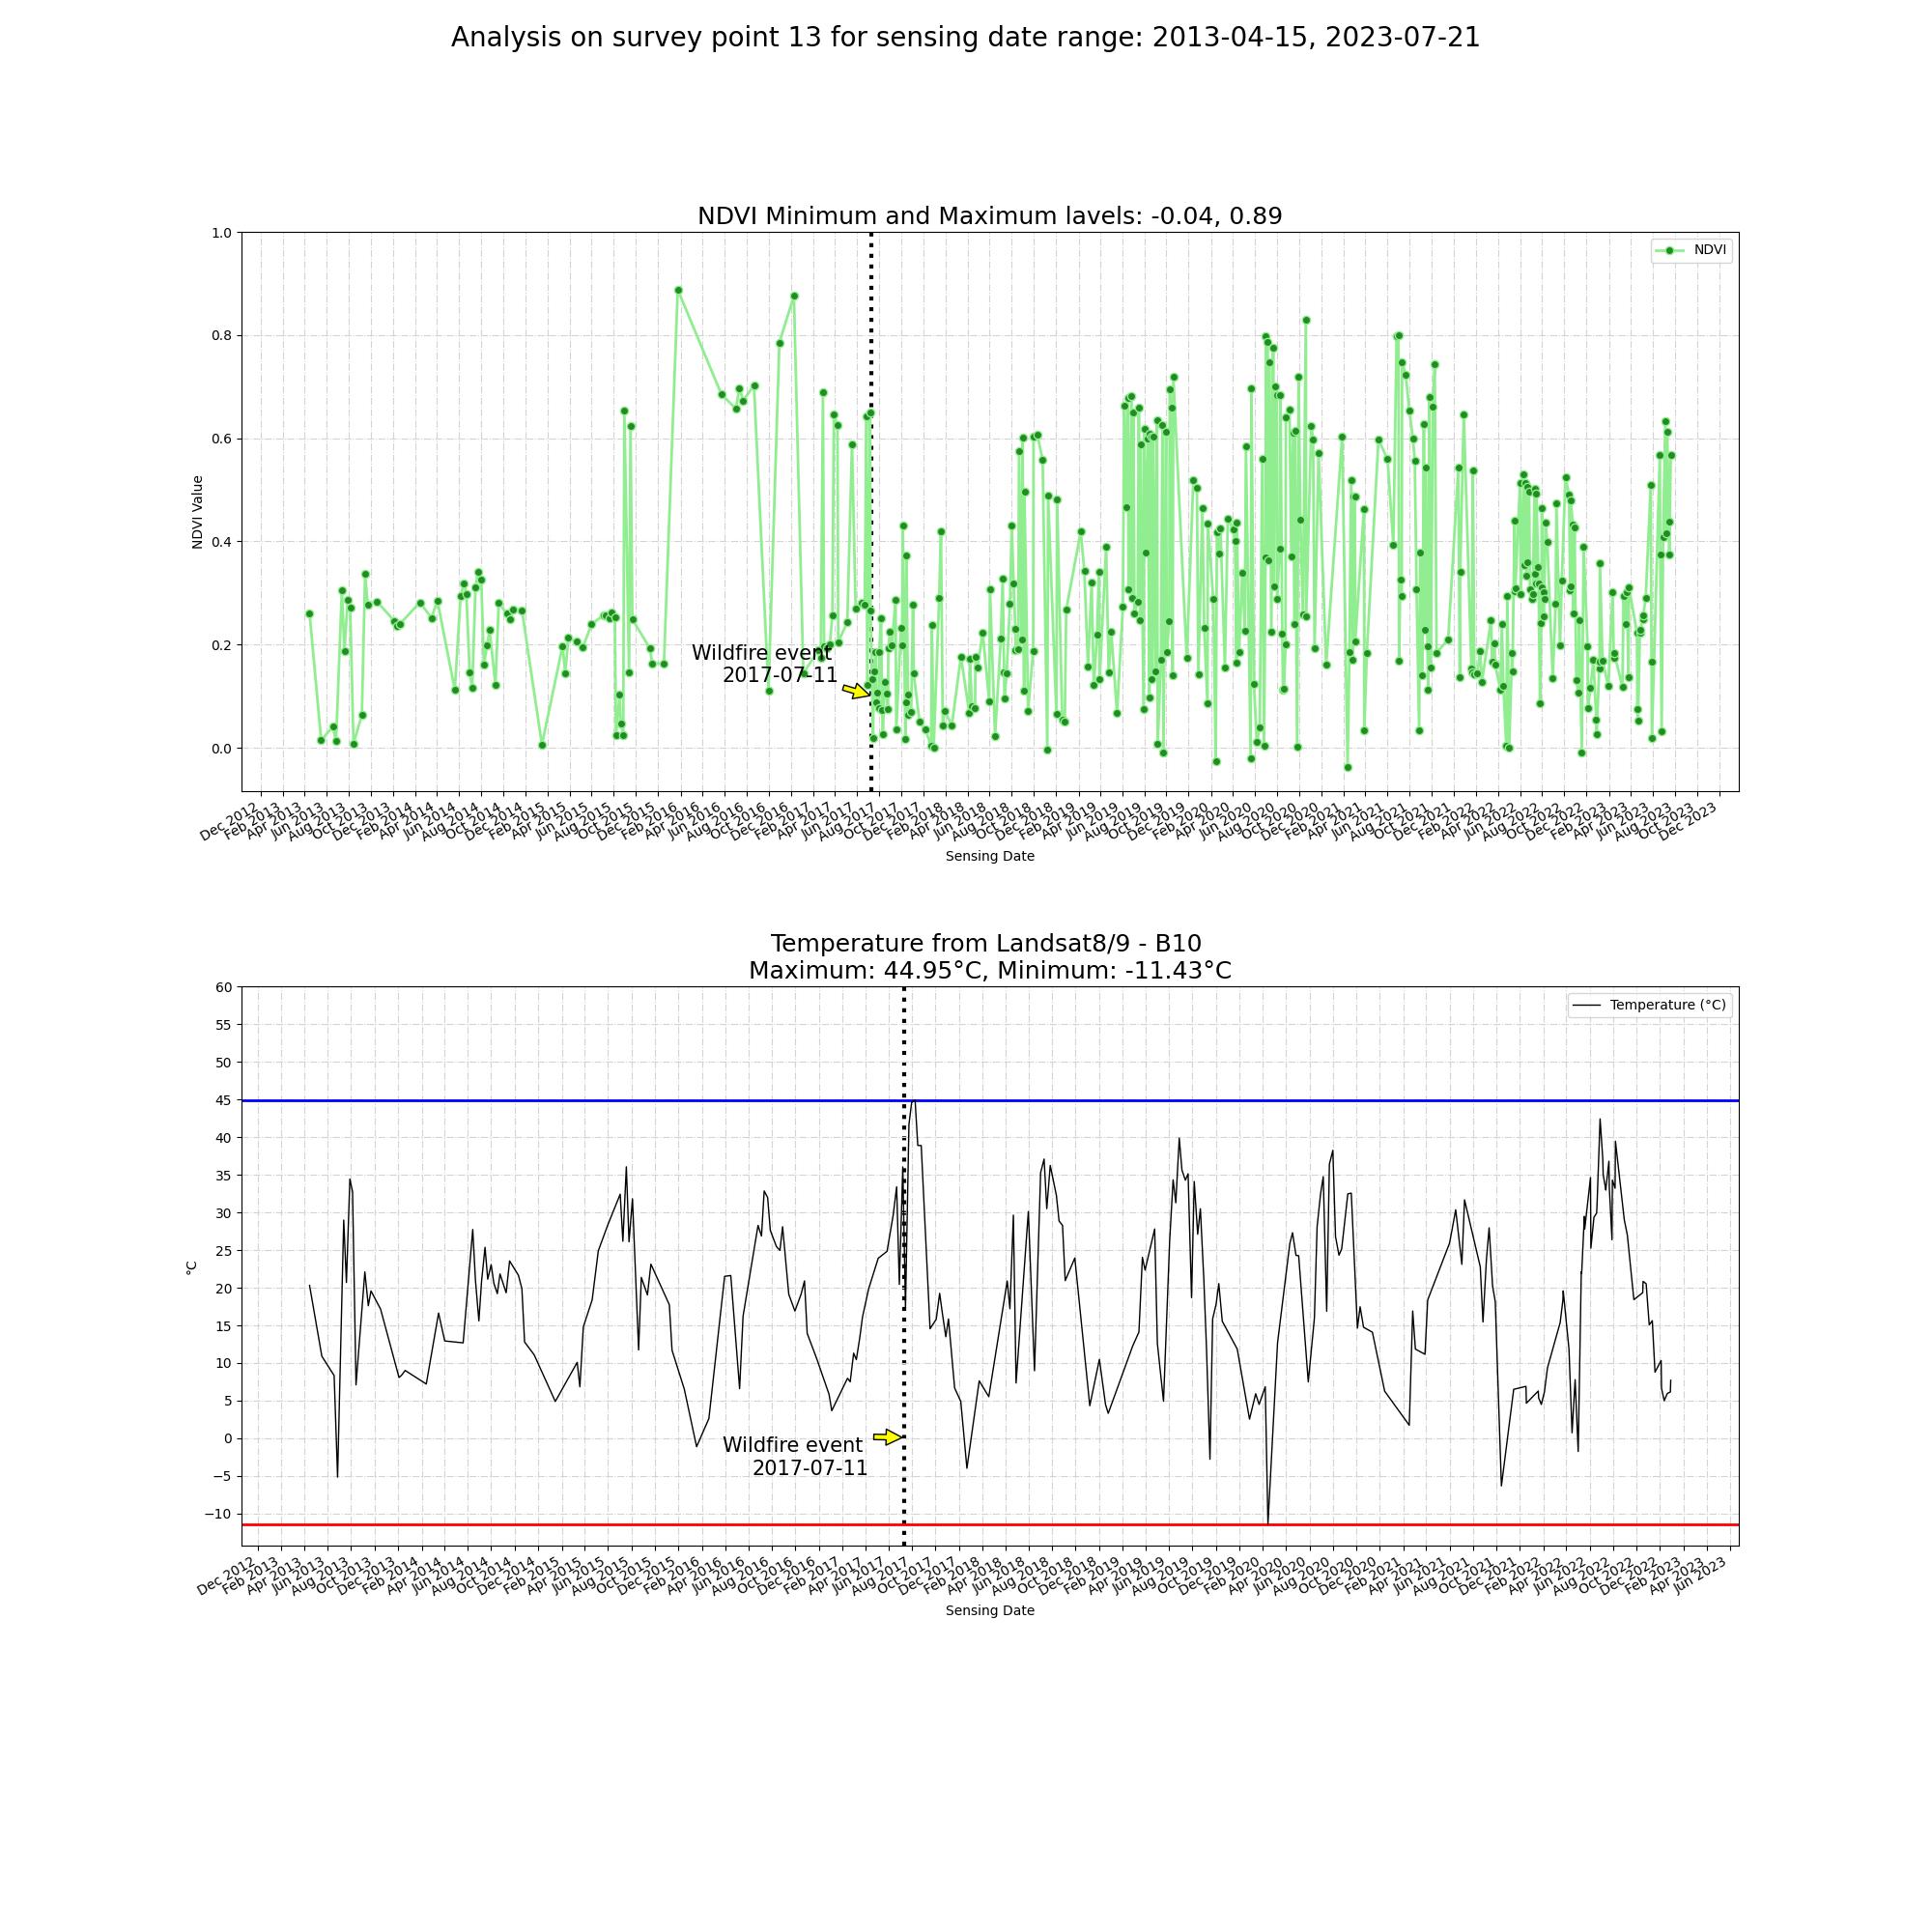 Analysis on survey point 13 for sensing date range: 2013-04-15, 2023-07-21
NDVI Minimum and Maximum lavels: -0.04, 0.89
1.0
0.8
0.6
0.4
0.2
0.0
NDVI Value
NDVI
Wildfire event
2017-07-11
Dec 2012
Feb 2013
Apr 2013
Jun 2013
Aug 2013
Oct 2013
Dec 2013
Feb 2014
Apr 2014
Jun 2014
Aug 2014
Oct 2014
Dec 2014
Feb 2015
Apr 2015
Jun 2015
Aug 2015
Oct 2015
Dec 2015
Feb 2016
Apr 2016
Jun 2016
Aug 2016
Oct 2016
Dec 2016
Feb 2017
Apr 2017
Jun 2017
Aug 2017
Oct 2017
Dec 2017
Feb 2018
Apr 2018
Jun 2018
Aug 2018
Oct 2018
Dec 2018
Feb 2019
Apr 2019
Jun 2019
Aug 2019
Oct 2019
Dec 2019
Feb 2020
Apr 2020
Jun 2020
Aug 2020
Oct 2020
Dec 2020
Feb 2021
Apr 2021
Jun 2021
Aug 2021
Oct 2021
Dec 2021
Feb 2022
Apr 2022
Jun 2022
Aug 2022
Oct 2022
Dec 2022
Feb 2023
Apr 2023
Jun 2023
Aug 2023
Oct 2023
Dec 2023
Sensing Date
Temperature from Landsat8/9 - B10
Maximum: 44.95°C, Minimum: -11.43°C
60
55
50
45
40
35
30
25
20
15
10
5
0
−5
−10
°C
Temperature (°C)
Wildfire event
2017-07-11
Dec 2012
Feb 2013
Apr 2013
Jun 2013
Aug 2013
Oct 2013
Dec 2013
Feb 2014
Apr 2014
Jun 2014
Aug 2014
Oct 2014
Dec 2014
Feb 2015
Apr 2015
Jun 2015
Aug 2015
Oct 2015
Dec 2015
Feb 2016
Apr 2016
Jun 2016
Aug 2016
Oct 2016
Dec 2016
Feb 2017
Apr 2017
Jun 2017
Aug 2017
Oct 2017
Dec 2017
Feb 2018
Apr 2018
Jun 2018
Aug 2018
Oct 2018
Dec 2018
Feb 2019
Apr 2019
Jun 2019
Aug 2019
Oct 2019
Dec 2019
Feb 2020
Apr 2020
Jun 2020
Aug 2020
Oct 2020
Dec 2020
Feb 2021
Apr 2021
Jun 2021
Aug 2021
Oct 2021
Dec 2021
Feb 2022
Apr 2022
Jun 2022
Aug 2022
Oct 2022
Dec 2022
Feb 2023
Apr 2023
Jun 2023
Sensing Date